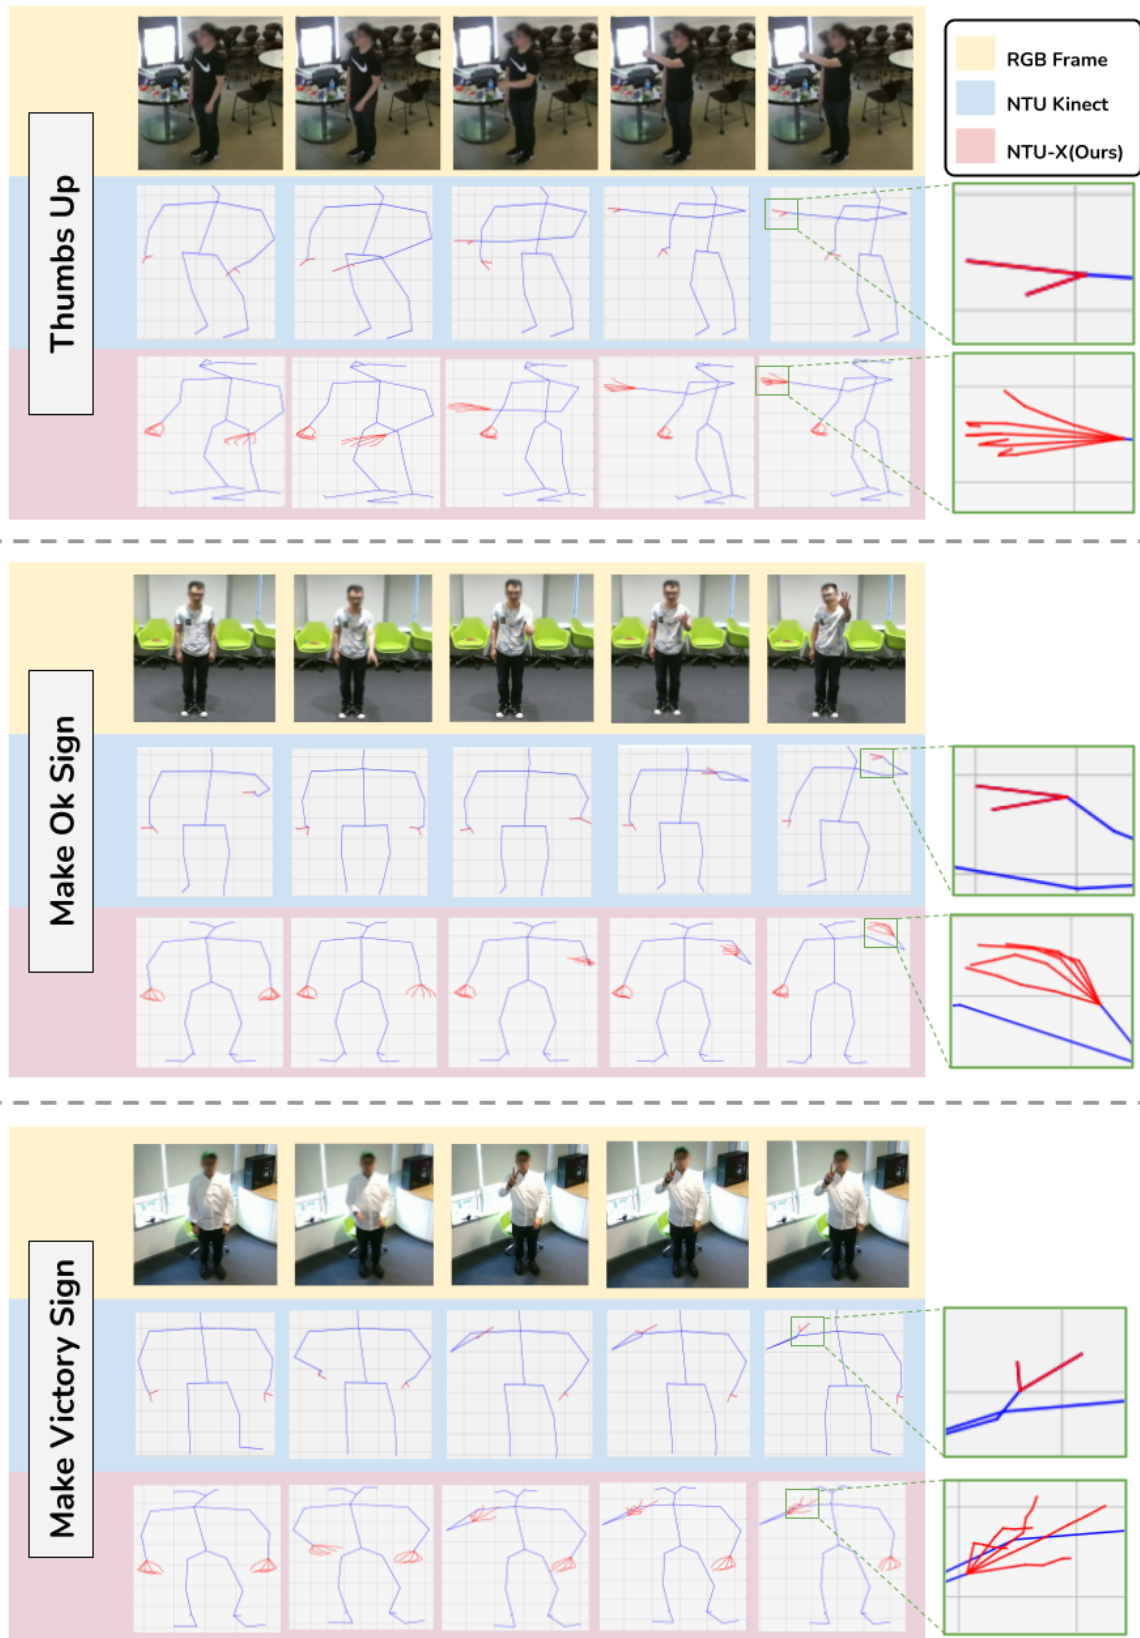 RGB Frame
NTU Kinect
NTU-X(Ours)
Thumbs Up
Make Ok Sign
Make Victory Sign